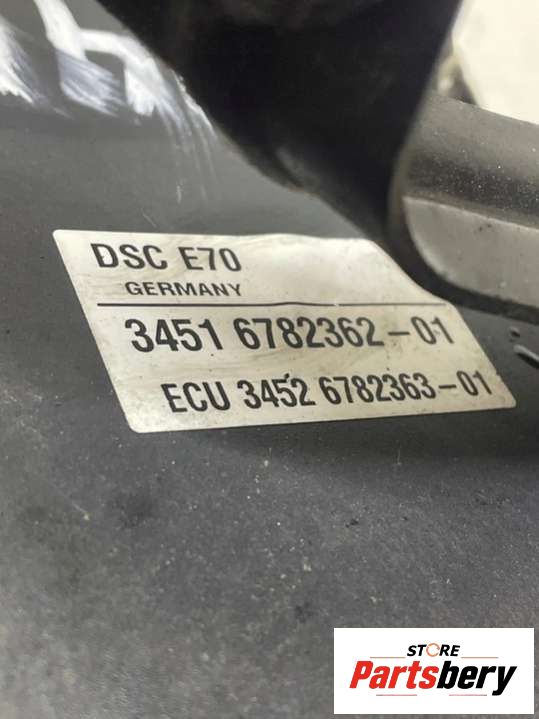 DSC E70
GERMANY
3451 6782362-01
ECU 3452 6782363-01
STORE
Partsbery